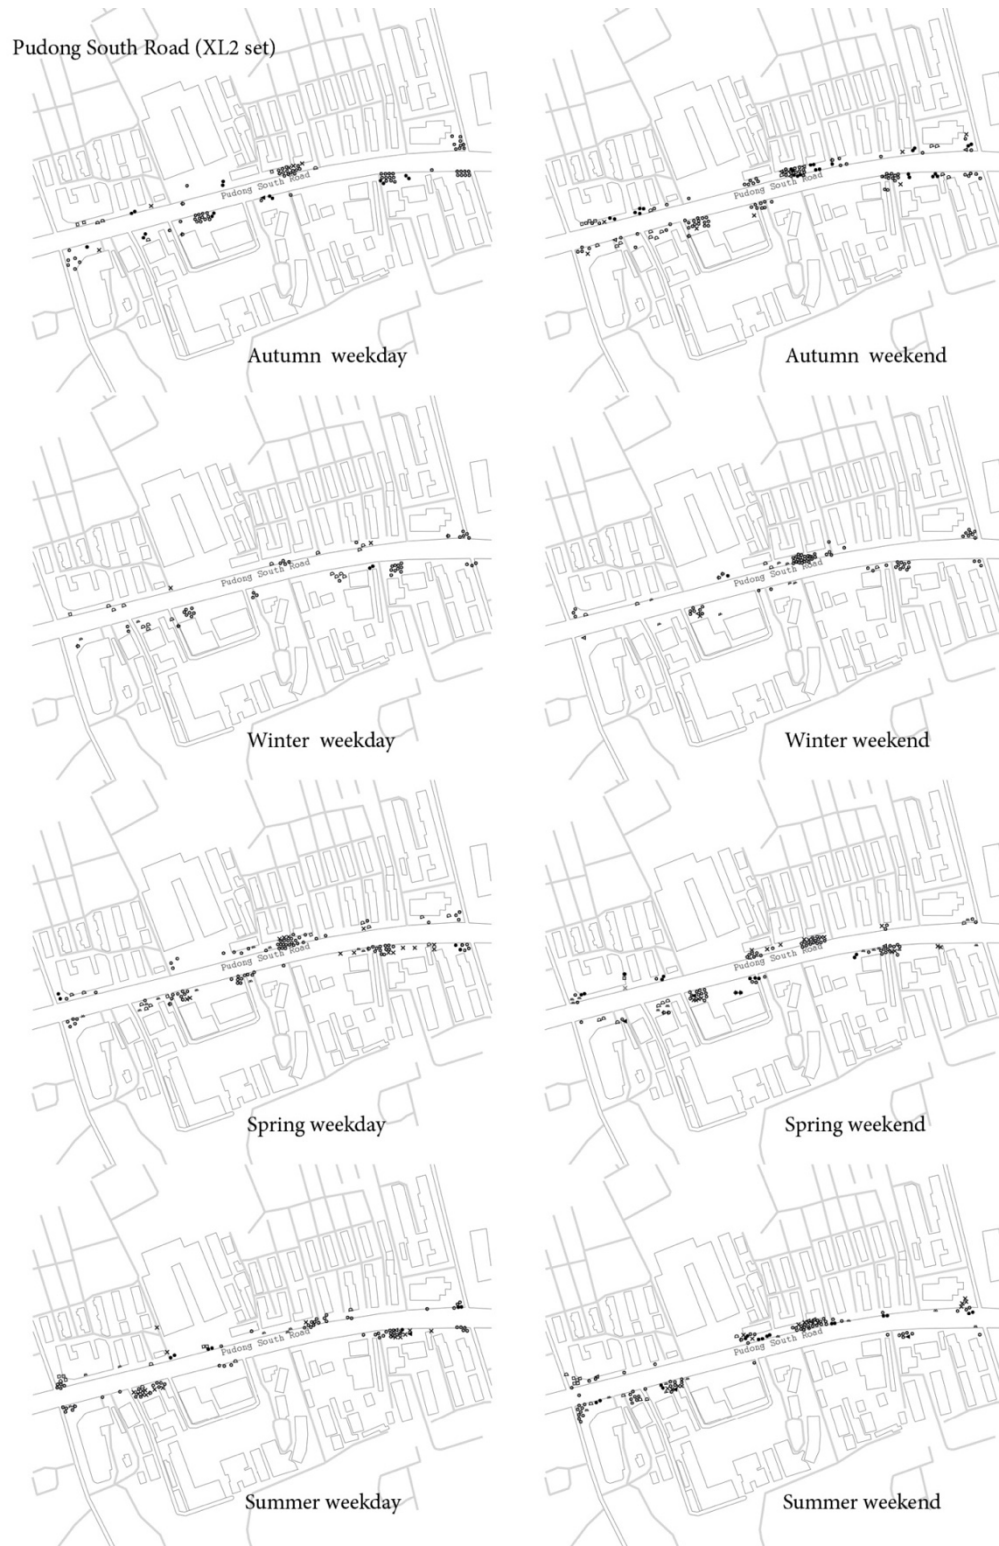 Pudong South Road (XL2 set)
Pudong South Road
Pudong South Road
Autumn weekday
Autumn weekend
Pudong South Road
Pudong South Road
Winter weekday
Winter weekend
Pudong South Road
Pudong South Road
Spring weekday
Spring weekend
Pudong South Road
Pudong South Road
Summer weekday
Summer weekend